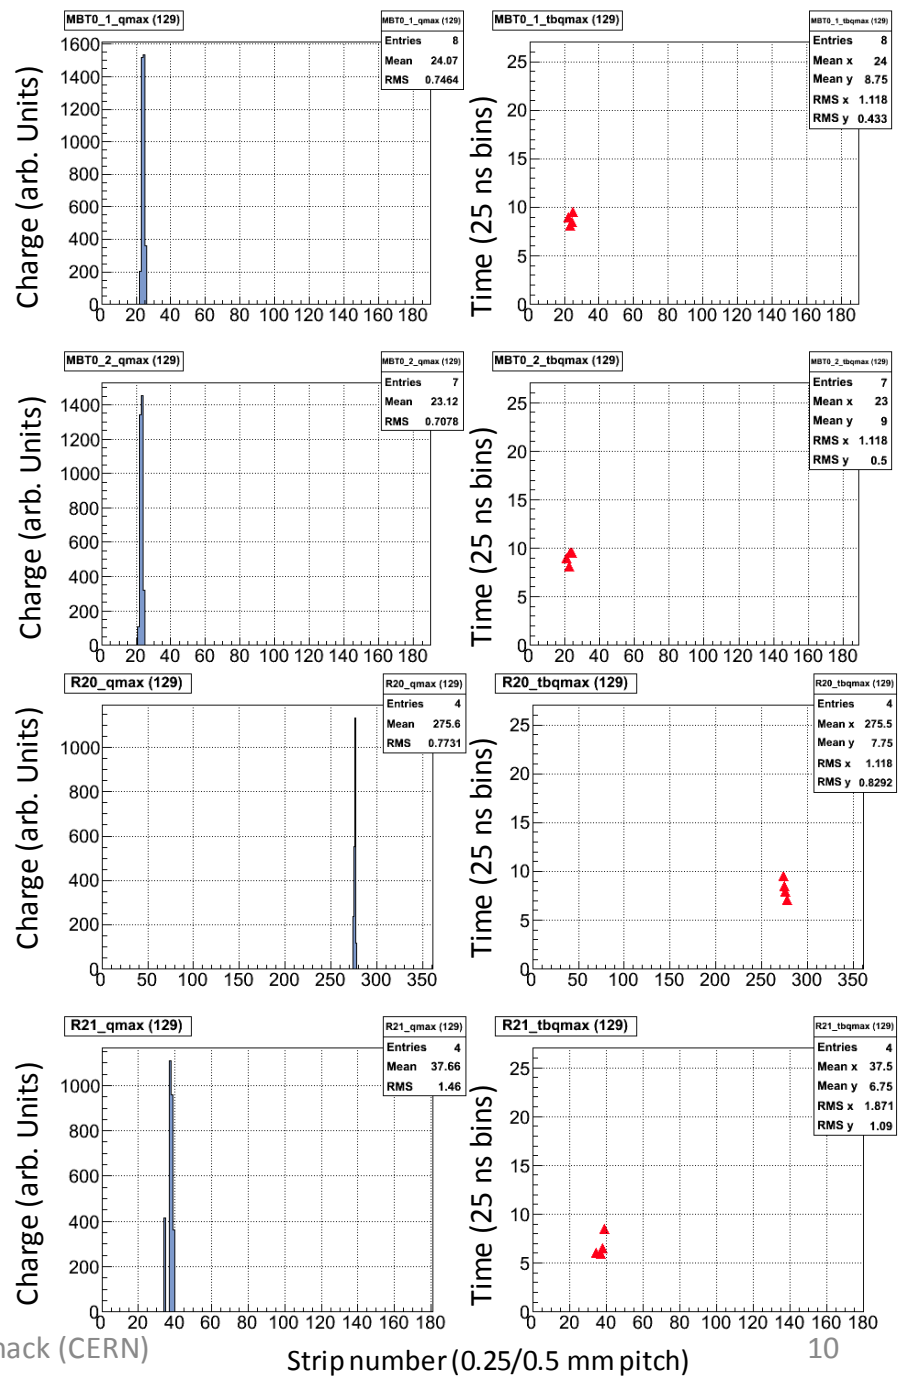 MBT0_1_qmax (129)
MBT0_1_qmax (129)
Entries 8
Mean 24.07
RMS 0.7464
Charge (arb. Units)
1600
1400
1200
1000
800
600
400
200
0
0 20 40 60 80 100 120 140 160 180
MBT0_1_tbqmax (129)
MBT0_1_tbqmax (129)
Entries 8
Mean x 24
Mean y 8.75
RMS x 1.118
RMS y 0.433
Time (25 ns bins)
25
20
15
10
5
0
0 20 40 60 80 100 120 140 160 180
MBT0_2_qmax (129)
MBT0_2_qmax (129)
Entries 7
Mean 23.12
RMS 0.7078
Charge (arb. Units)
1400
1200
1000
800
600
400
200
0
0 20 40 60 80 100 120 140 160 180
MBT0_2_tbqmax (129)
MBT0_2_tbqmax (129)
Entries 7
Mean x 23
Mean y 9
RMS x 1.118
RMS y 0.5
Time (25 ns bins)
25
20
15
10
5
0
0 20 40 60 80 100 120 140 160 180
R20_qmax (129)
R20_qmax (129)
Entries 4
Mean 275.6
RMS 0.7731
Charge (arb. Units)
1000
800
600
400
200
0
0 50 100 150 200 250 300 350
R20_tbqmax (129)
R20_tbqmax (129)
Entries 4
Mean x 275.5
Mean y 7.75
RMS x 1.118
RMS y 0.8292
Time (25 ns bins)
25
20
15
10
5
0
0 50 100 150 200 250 300 350
R21_qmax (129)
R21_qmax (129)
Entries 4
Mean 37.66
RMS 1.46
Charge (arb. Units)
1000
800
600
400
200
0
0 20 40 60 80 100 120 140 160 180
R21_tbqmax (129)
R21_tbqmax (129)
Entries 4
Mean x 37.5
Mean y 6.75
RMS x 1.871
RMS y 1.09
Time (25 ns bins)
25
20
15
10
5
0
0 20 40 60 80 100 120 140 160 180
(CERN)
Strip number (0.25/0.5 mm pitch)
10